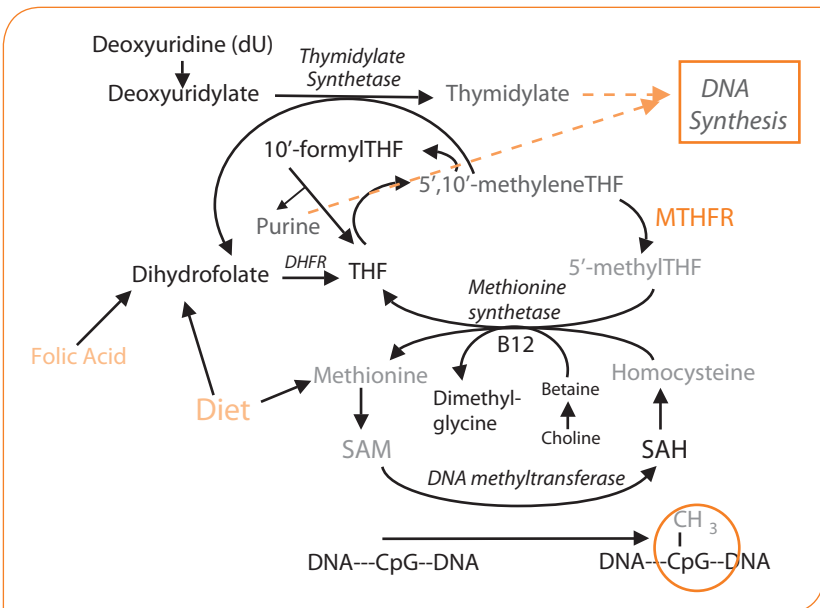 Deoxyuridine (dU)
Thymidylate
Synthetase
Deoxyuridylate
Thymidylate
DNA
Synthesis
10'-formylTHF
5',10'-methyleneTHF
Purine
MTHFR
Dihydrofolate
DHFR
THF
5'-methylTHF
Methionine
synthetase
B12
Folic Acid
Diet
Methionine
Dimethyl-
glycine
Betaine
Choline
Homocysteine
SAM
SAH
DNA methyltransferase
CH 3
DNA---CpG--DNA
DNA---CpG--DNA